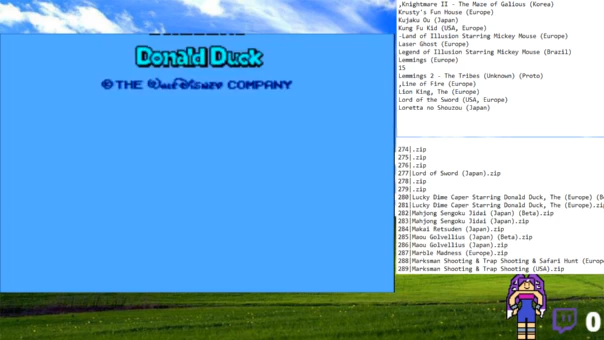 Donald Duck
© THE WALT DISNEY COMPANY
,Knightmare II - The Maze of Galious (Korea)
Krusty's Fun House (Europe)
Kujaku Ou (Japan)
Kung Fu Kid (USA, Europe)
-Land of Illusion Starring Mickey Mouse (Europe)
Laser Ghost (Europe)
Legend of Illusion Starring Mickey Mouse (Brazil)
Lemmings (Europe)
15
Lemmings 2 - The Tribes (Unknown) (Proto)
,Line of Fire (Europe)
Lion King, The (Europe)
Lord of the Sword (USA, Europe)
Loretta no Shouzou (Japan)
274|.zip
275|.zip
276|.zip
277|Lord of Sword (Japan).zip
278|.zip
279|.zip
280|Lucky Dime Caper Starring Donald Duck, The (Europe) (B
281|Lucky Dime Caper Starring Donald Duck, The (Europe).zip
282|Mahjong Sengoku Jidai (Japan) (Beta).zip
283|Mahjong Sengoku Jidai (Japan).zip
284|Makai Retsuden (Japan).zip
285|Maou Golvellius (Japan) (Beta).zip
286|Maou Golvellius (Japan).zip
287|Marble Madness (Europe).zip
288|Marksman Shooting & Trap Shooting & Safari Hunt (Europ
289|Marksman Shooting & Trap Shooting (USA).zip
0